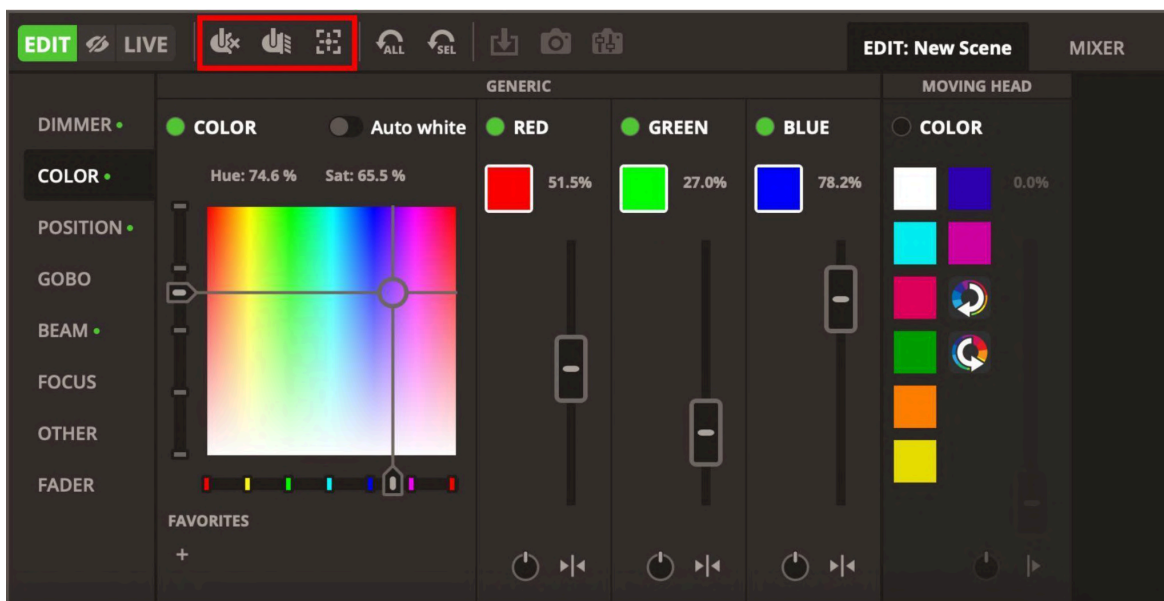 EDIT LIVE ALL SEL EDIT: New Scene MIXER
GENERIC MOVING HEAD
DIMMER
COLOR
POSITION
GOBO
BEAM
FOCUS
OTHER
FADER
COLOR Auto white
Hue: 74.6 % Sat: 65.5 %
FAVORITES
+
RED
51.5%
GREEN
27.0%
BLUE
78.2%
COLOR
0.0%